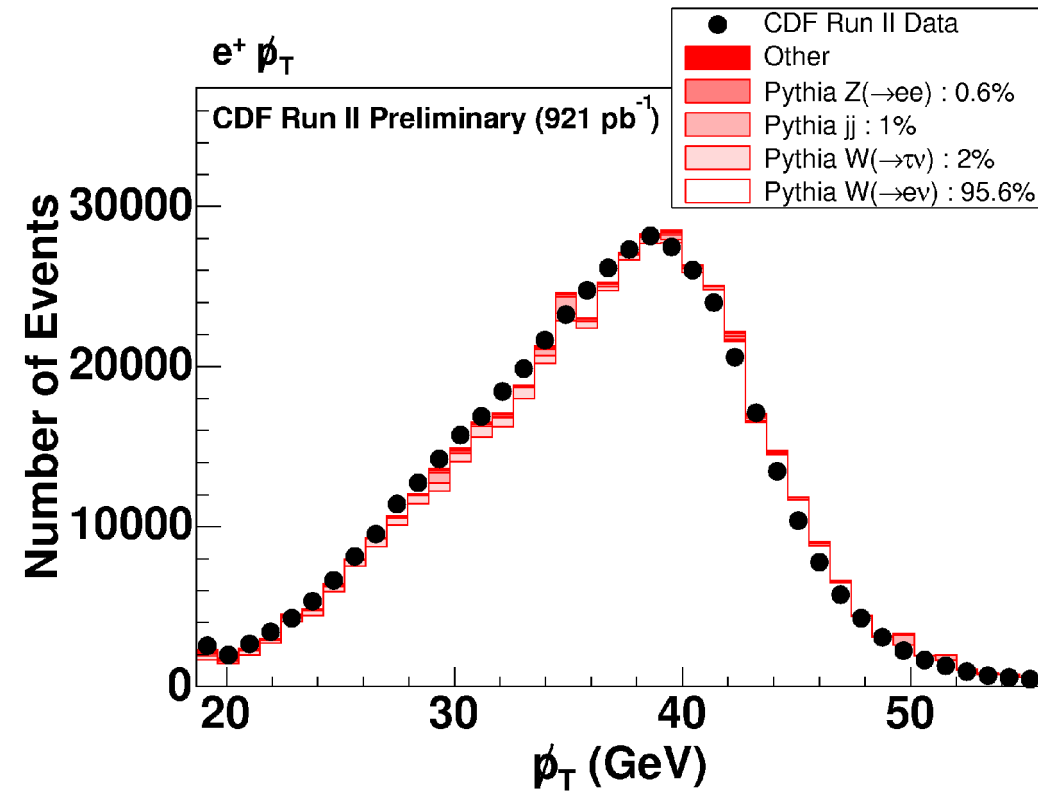 e⁺ p̸_T
CDF Run II Preliminary (921 pb⁻¹)
CDF Run II Data
Other
Pythia Z(→ee) : 0.6%
Pythia jj : 1%
Pythia W(→τν) : 2%
Pythia W(→eν) : 95.6%
Number of Events
30000
20000
10000
0
20 30 40 50
p̸_T (GeV)